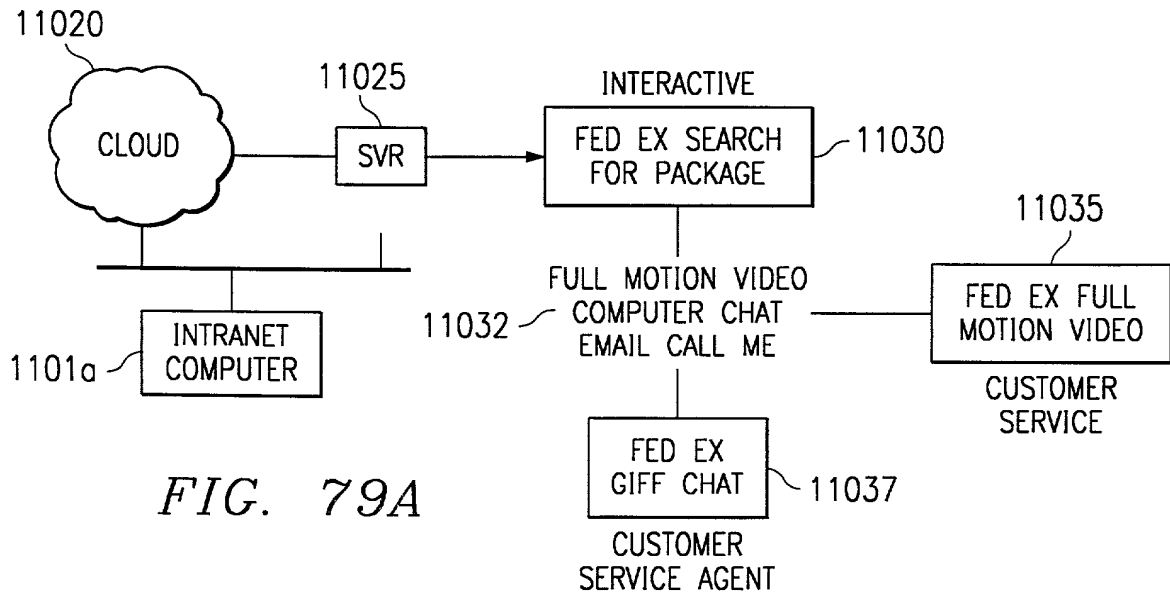 11020
CLOUD
11025
SVR
INTERACTIVE
FED EX SEARCH
FOR PACKAGE
11030
INTRANET
COMPUTER
1101a
FULL MOTION VIDEO
COMPUTER CHAT
EMAIL CALL ME
11032
11035
FED EX FULL
MOTION VIDEO
CUSTOMER
SERVICE
FED EX
GIFF CHAT
11037
CUSTOMER
SERVICE AGENT
FIG. 79A